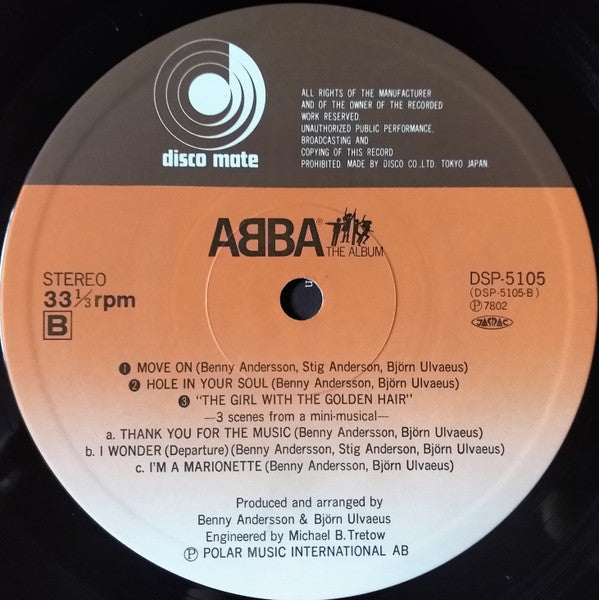 disco mate
ALL RIGHTS OF THE MANUFACTURER
AND OF THE OWNER OF THE RECORDED
WORK RESERVED.
UNAUTHORIZED PUBLIC PERFORMANCE,
BROADCASTING AND
COPYING OF THIS RECORD
PROHIBITED. MADE BY DISCO CO.,LTD. TOKYO JAPAN.
ABBA®
THE ALBUM
STEREO
33 1/3 rpm
B
DSP-5105
(DSP-5105-B)
Ⓟ7802
JASRAC
❶ MOVE ON (Benny Andersson, Stig Anderson, Björn Ulvaeus)
❷ HOLE IN YOUR SOUL (Benny Andersson, Björn Ulvaeus)
❸ "THE GIRL WITH THE GOLDEN HAIR"
—3 scenes from a mini-musical—
a. THANK YOU FOR THE MUSIC (Benny Andersson, Björn Ulvaeus)
b. I WONDER (Departure) (Benny Andersson, Stig Anderson, Björn Ulvaeus)
c. I'M A MARIONETTE (Benny Andersson, Björn Ulvaeus)
Produced and arranged by
Benny Andersson & Björn Ulvaeus
Engineered by Michael B. Tretow
Ⓟ POLAR MUSIC INTERNATIONAL AB